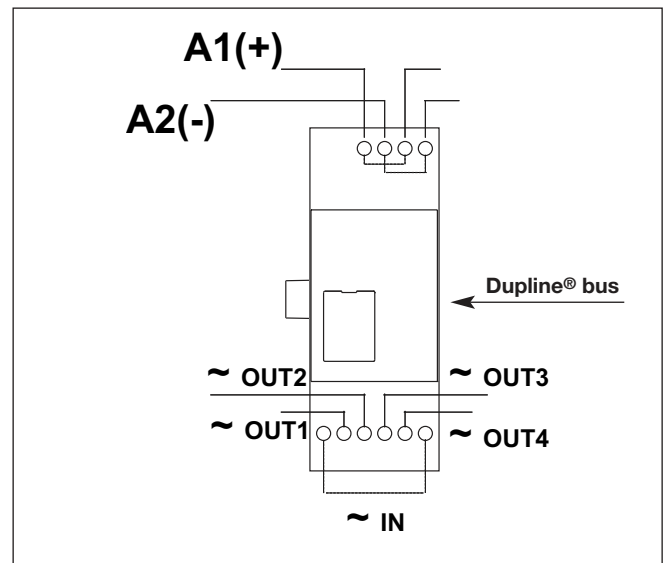 A1(+)
A2(-)
Dupline® bus
~ OUT2
~ OUT3
~ OUT1
~ OUT4
~ IN